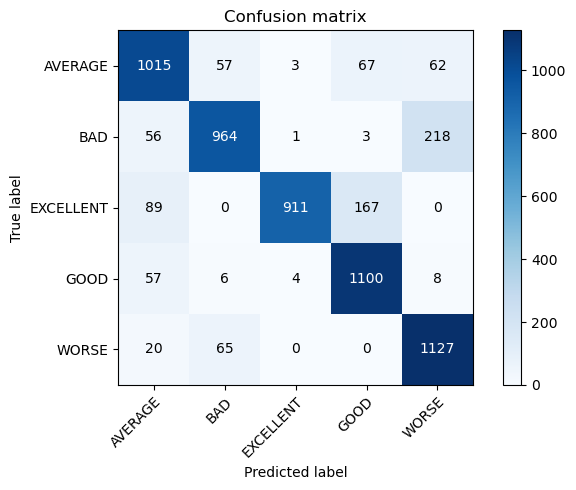 Confusion matrix
True label
AVERAGE 1015 57 3 67 62
BAD 56 964 1 3 218
EXCELLENT 89 0 911 167 0
GOOD 57 6 4 1100 8
WORSE 20 65 0 0 1127
AVERAGE BAD EXCELLENT GOOD WORSE
Predicted label
1000
800
600
400
200
0